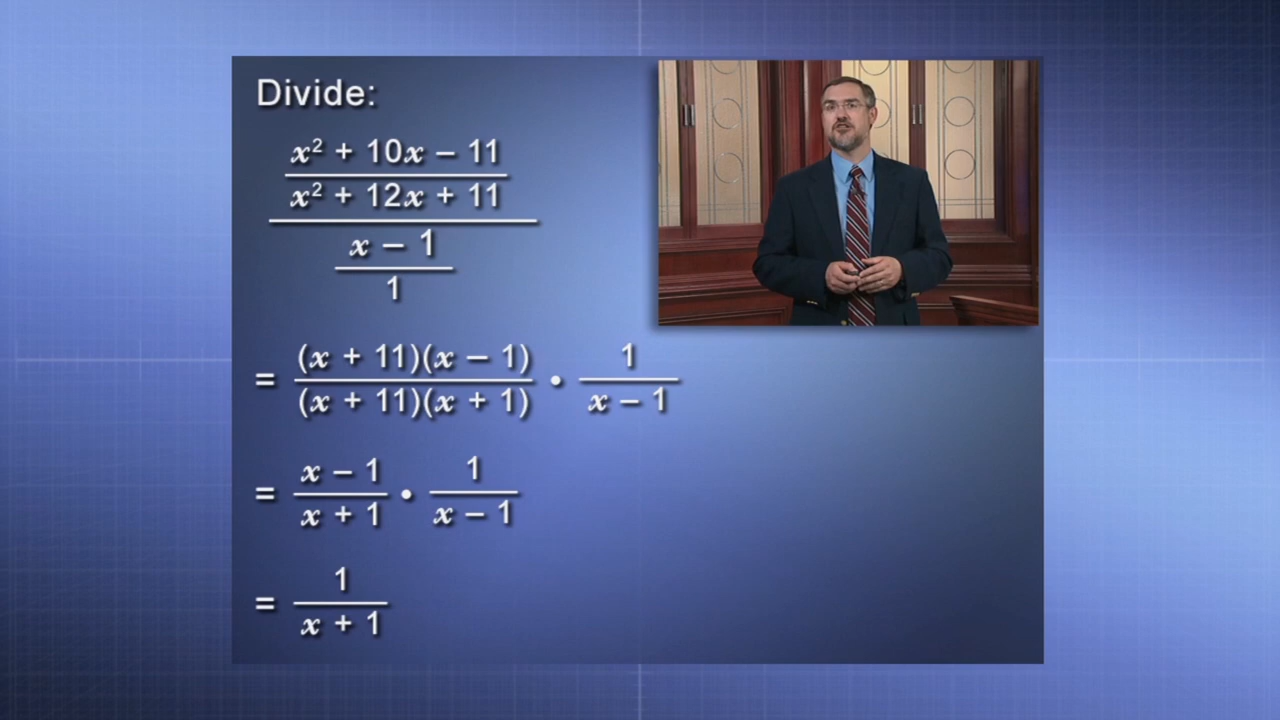 Divide:
x² + 10x − 11
x² + 12x + 11
x − 1
1
= (x + 11)(x − 1) • 1
(x + 11)(x + 1) x − 1
= x − 1 • 1
x + 1 x − 1
= 1
x + 1